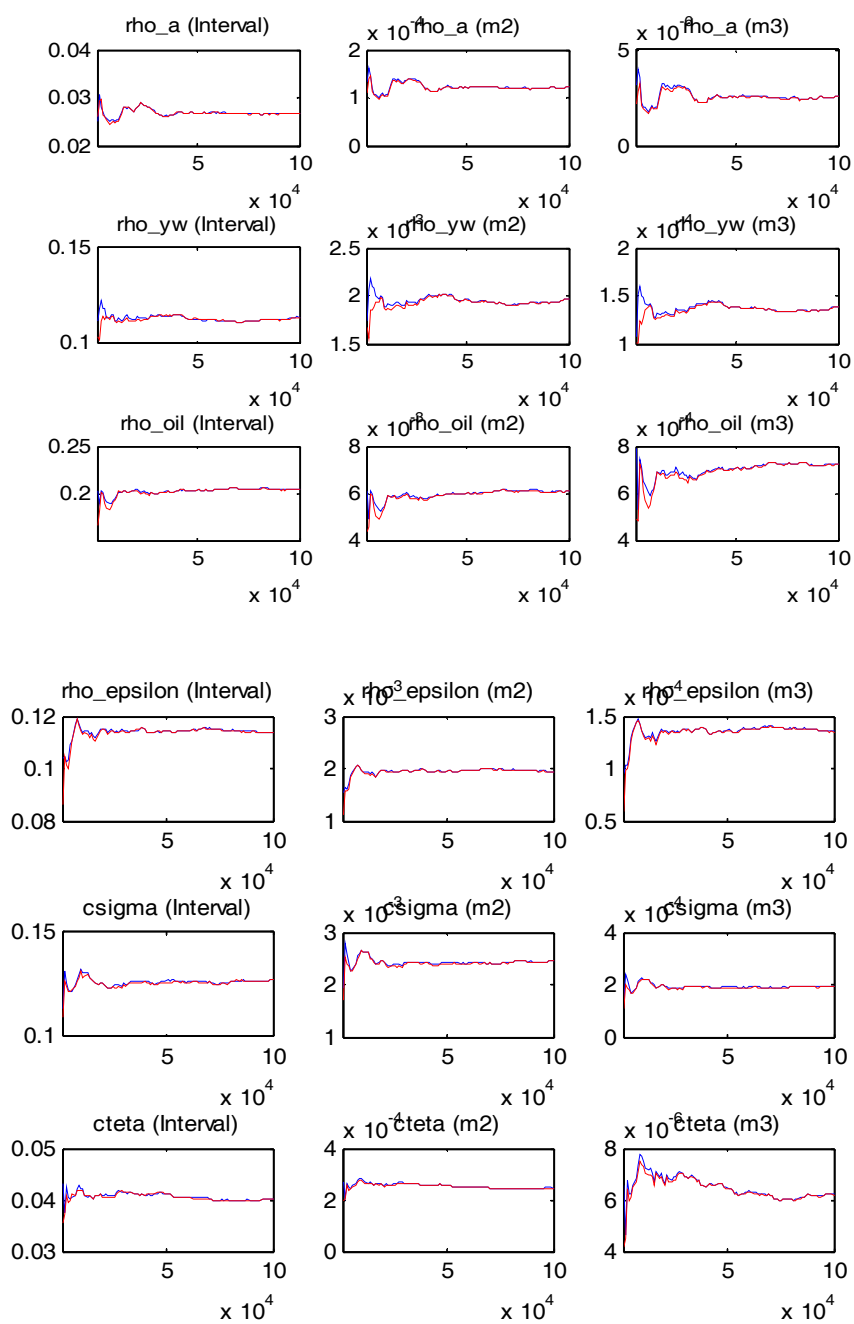 rho_a (Interval)
0.04
0.03
0.02
5 10
x 10^4
x 10^-4
rho_a (m2)
2
1
0
5 10
x 10^4
x 10
rho_a (m3)
5
0
5 10
x 10^4
rho_yw (Interval)
0.15
0.1
5 10
x 10^4
x 10^-3
rho_yw (m2)
2.5
2
1.5
5 10
x 10^4
x 10^-4
rho_yw (m3)
2
1.5
1
5 10
x 10^4
rho_oil (Interval)
0.25
0.2
5 10
x 10^4
x 10^-3
rho_oil (m2)
8
6
4
5 10
x 10^4
x 10^-4
rho_oil (m3)
8
6
4
5 10
x 10^4
rho_epsilon (Interval)
0.12
0.1
0.08
5 10
x 10^4
x 10^-3
rho_epsilon (m2)
3
2
1
5 10
x 10^4
x 10^-4
rho_epsilon (m3)
1.5
1
0.5
5 10
x 10^4
csigma (Interval)
0.15
0.1
5 10
x 10^4
x 10^-3
csigma (m2)
3
2
1
5 10
x 10^4
x 10^-4
csigma (m3)
4
2
0
5 10
x 10^4
cteta (Interval)
0.05
0.04
0.03
5 10
x 10^4
x 10^-4
cteta (m2)
4
2
0
5 10
x 10^4
x 10^-6
cteta (m3)
8
6
4
5 10
x 10^4